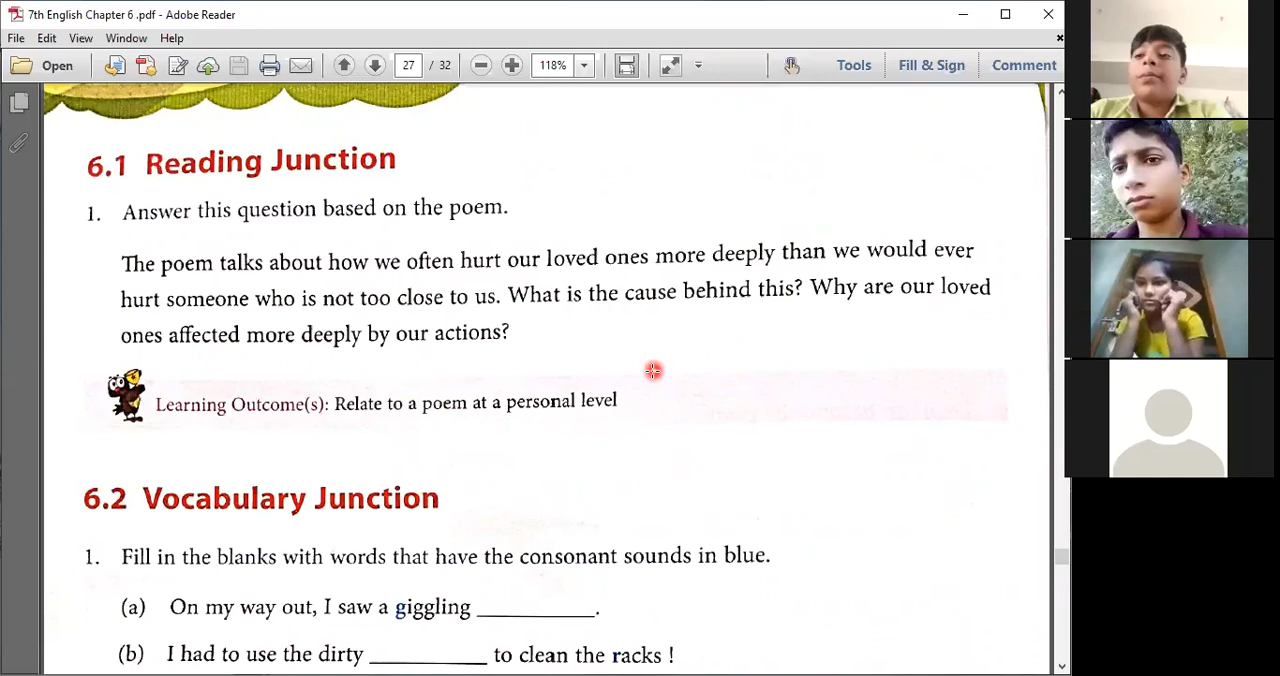 7th English Chapter 6 .pdf - Adobe Reader
File Edit View Window Help
Open 27 / 32 118% Tools Fill & Sign Comment
6.1 Reading Junction
1. Answer this question based on the poem.
The poem talks about how we often hurt our loved ones more deeply than we would ever
hurt someone who is not too close to us. What is the cause behind this? Why are our loved
ones affected more deeply by our actions?
Learning Outcome(s): Relate to a poem at a personal level
6.2 Vocabulary Junction
1. Fill in the blanks with words that have the consonant sounds in blue.
(a) On my way out, I saw a giggling __________.
(b) I had to use the dirty __________ to clean the racks !